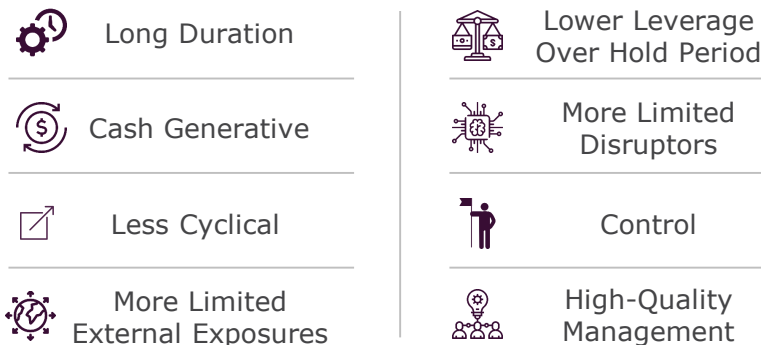 Long Duration
Cash Generative
Less Cyclical
More Limited
External Exposures
Lower Leverage
Over Hold Period
More Limited
Disruptors
Control
High-Quality
Management